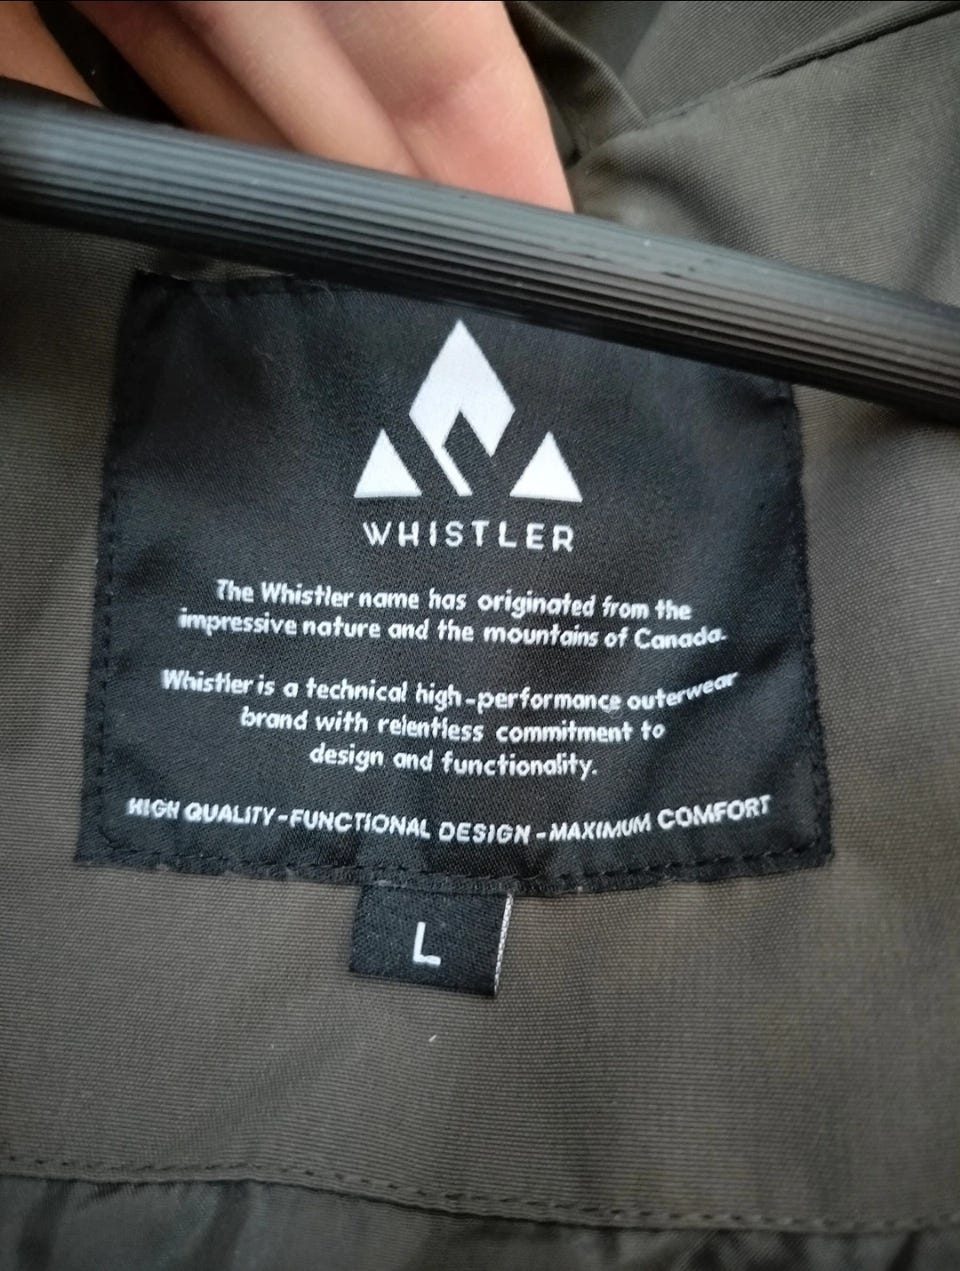 WHISTLER
The Whistler name has originated from the
impressive nature and the mountains of Canada.
Whistler is a technical high-performance outerwear
brand with relentless commitment to
design and functionality.
HIGH QUALITY-FUNCTIONAL DESIGN-MAXIMUM COMFORT
L